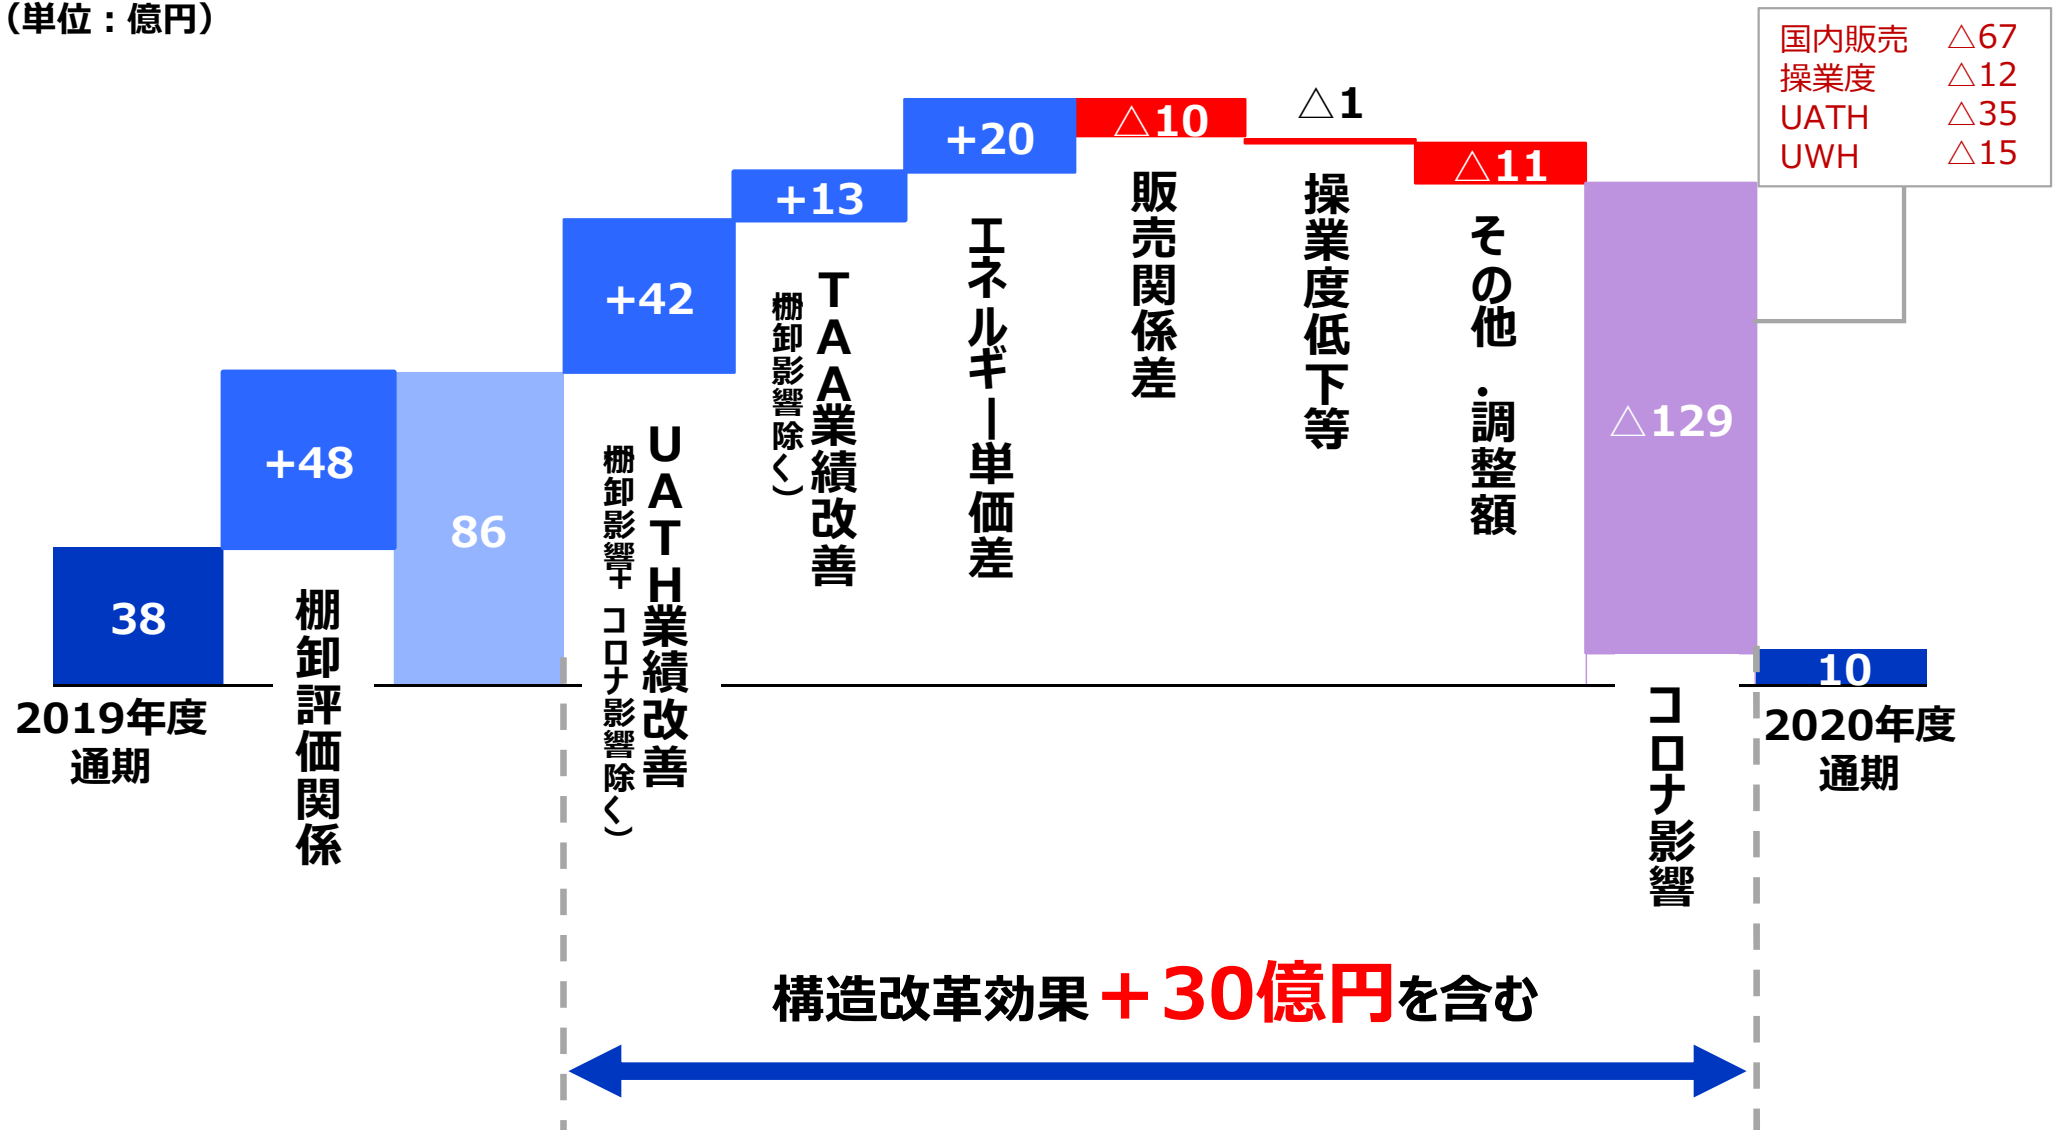 （単位：億円）
国内販売 △67
操業度 △12
UATH △35
UWH △15
38
2019年度
通期
+48
棚卸評価関係
86
+42
UATH業績改善
棚卸影響+コロナ影響除く）
+13
TAA業績改善
棚卸影響除く）
+20
エネルギー単価差
△10
販売関係差
△1
操業度低下等
△11
その他・調整額
△129
コロナ影響
10
2020年度
通期
構造改革効果＋30億円を含む